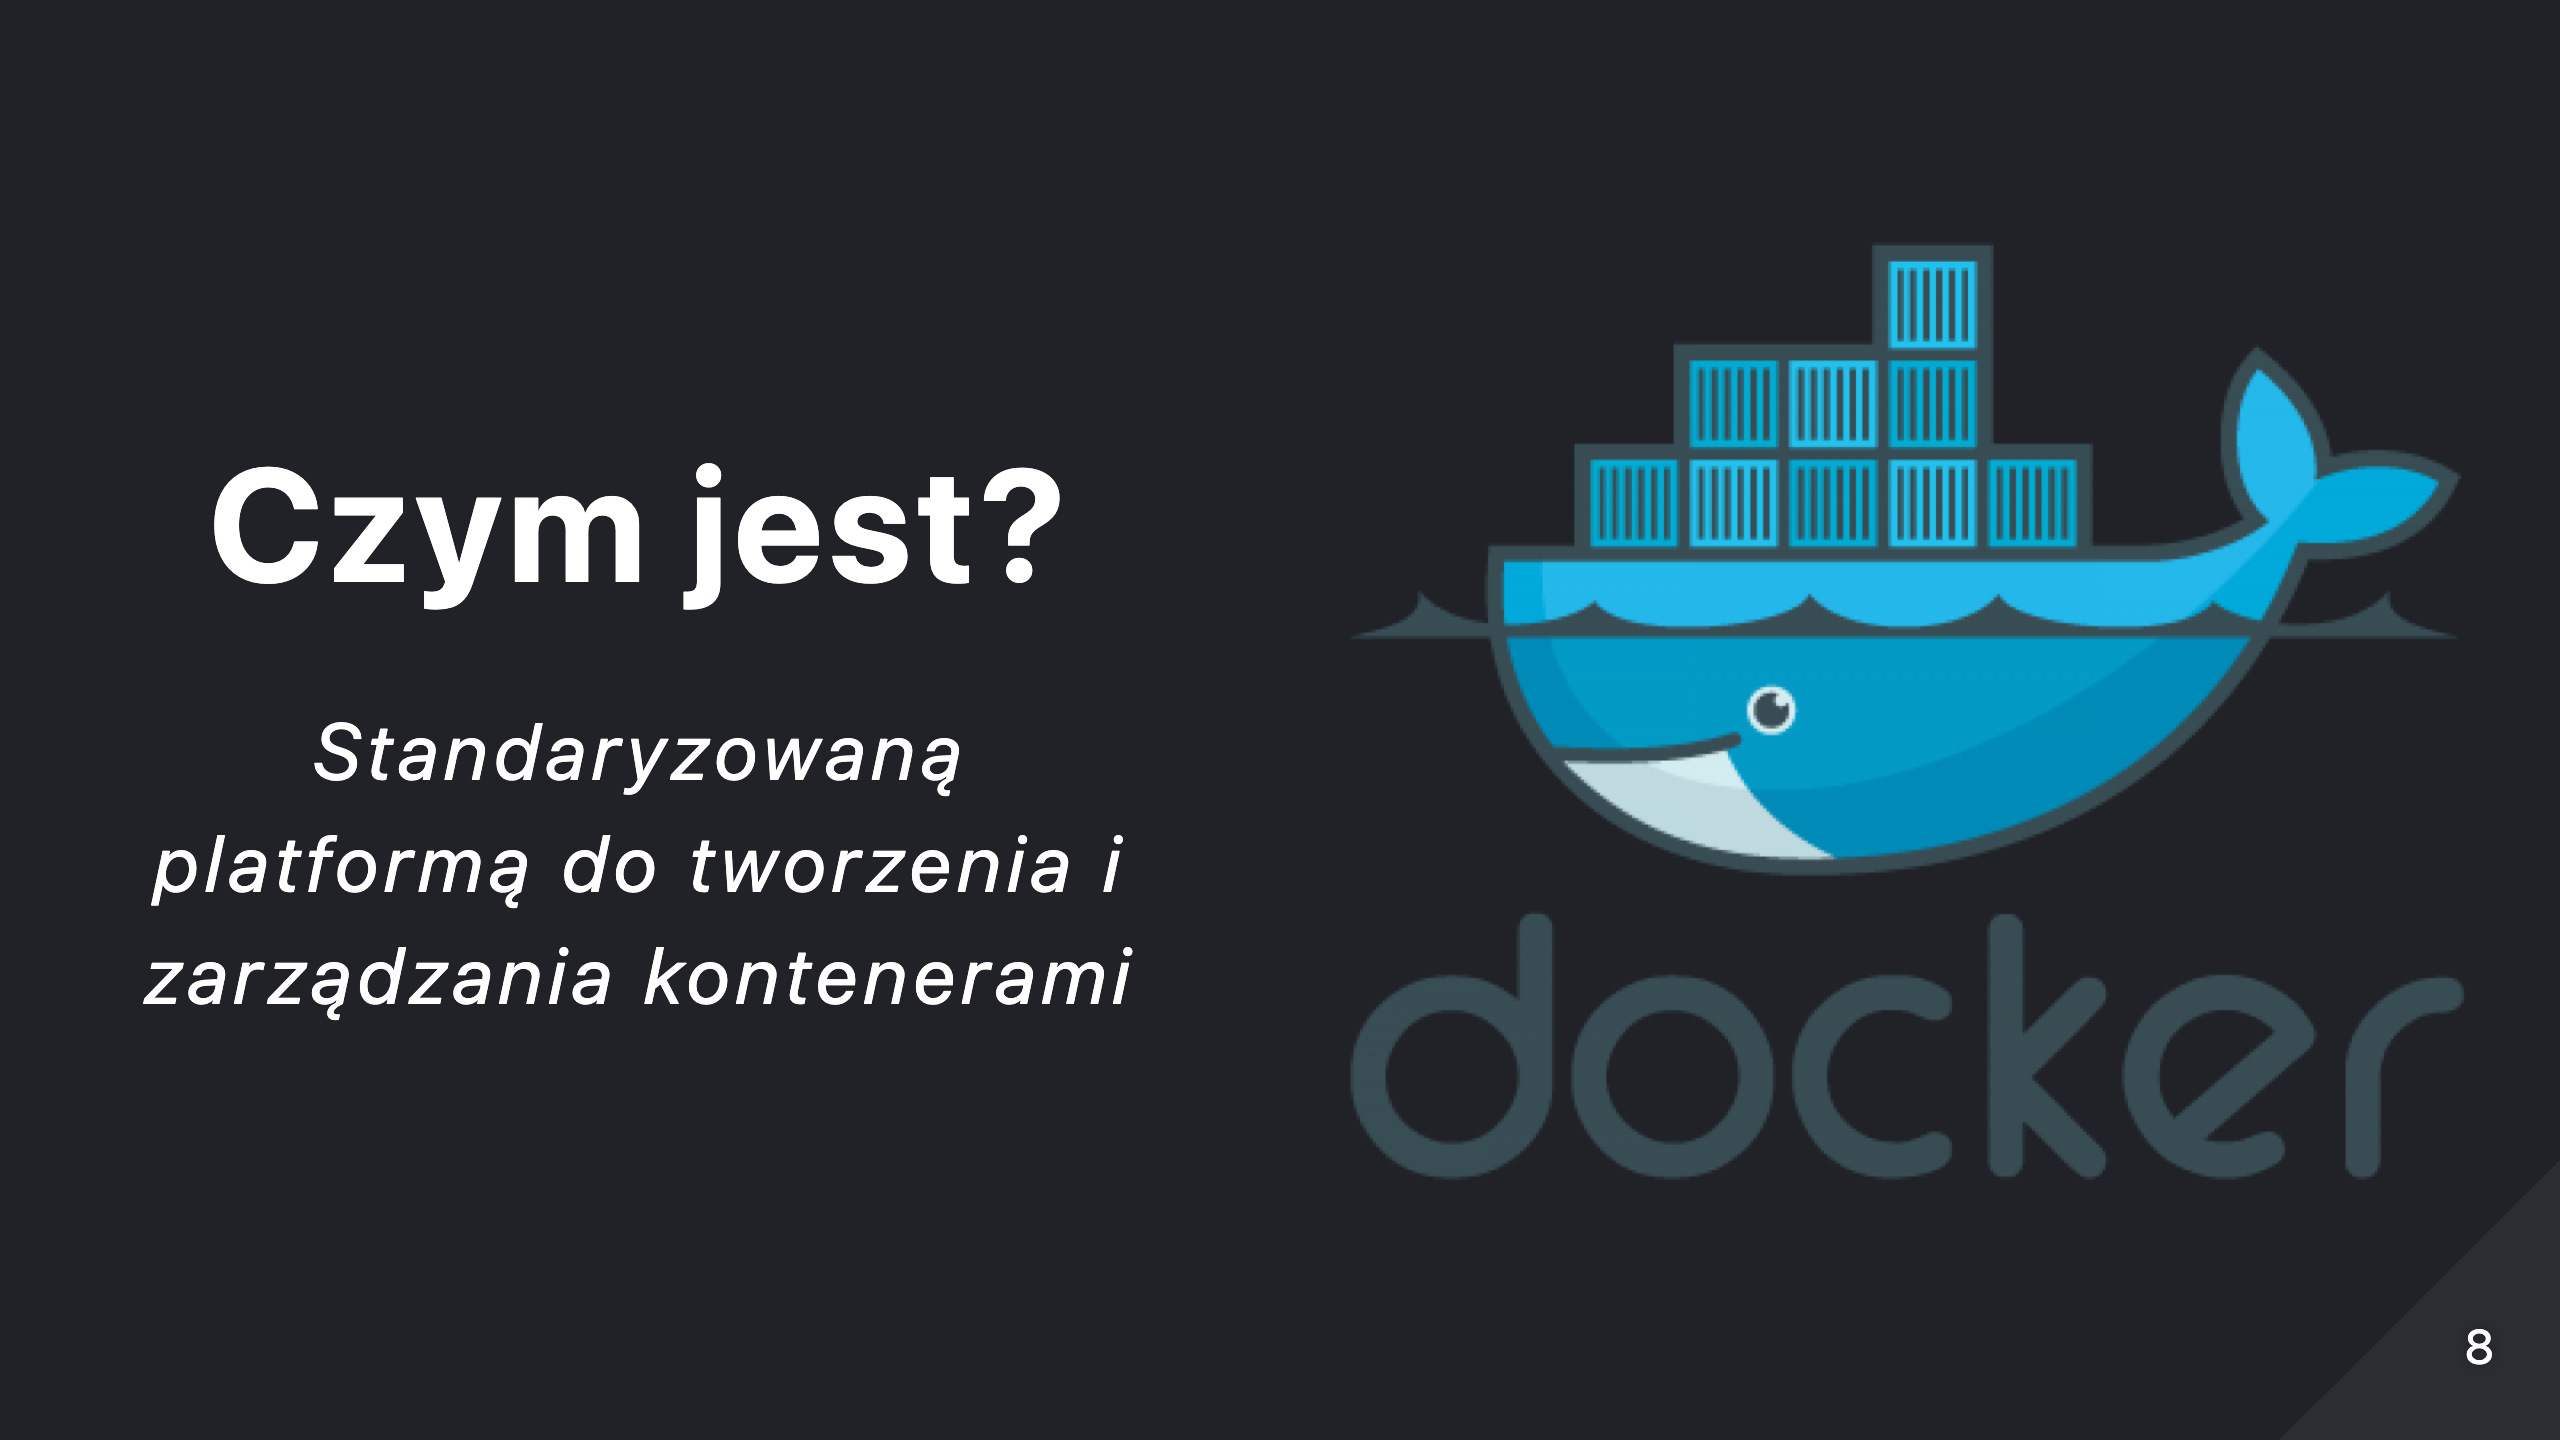 Czym jest?
Standaryzowaną
platformą do tworzenia i
zarządzania kontenerami
docker
8